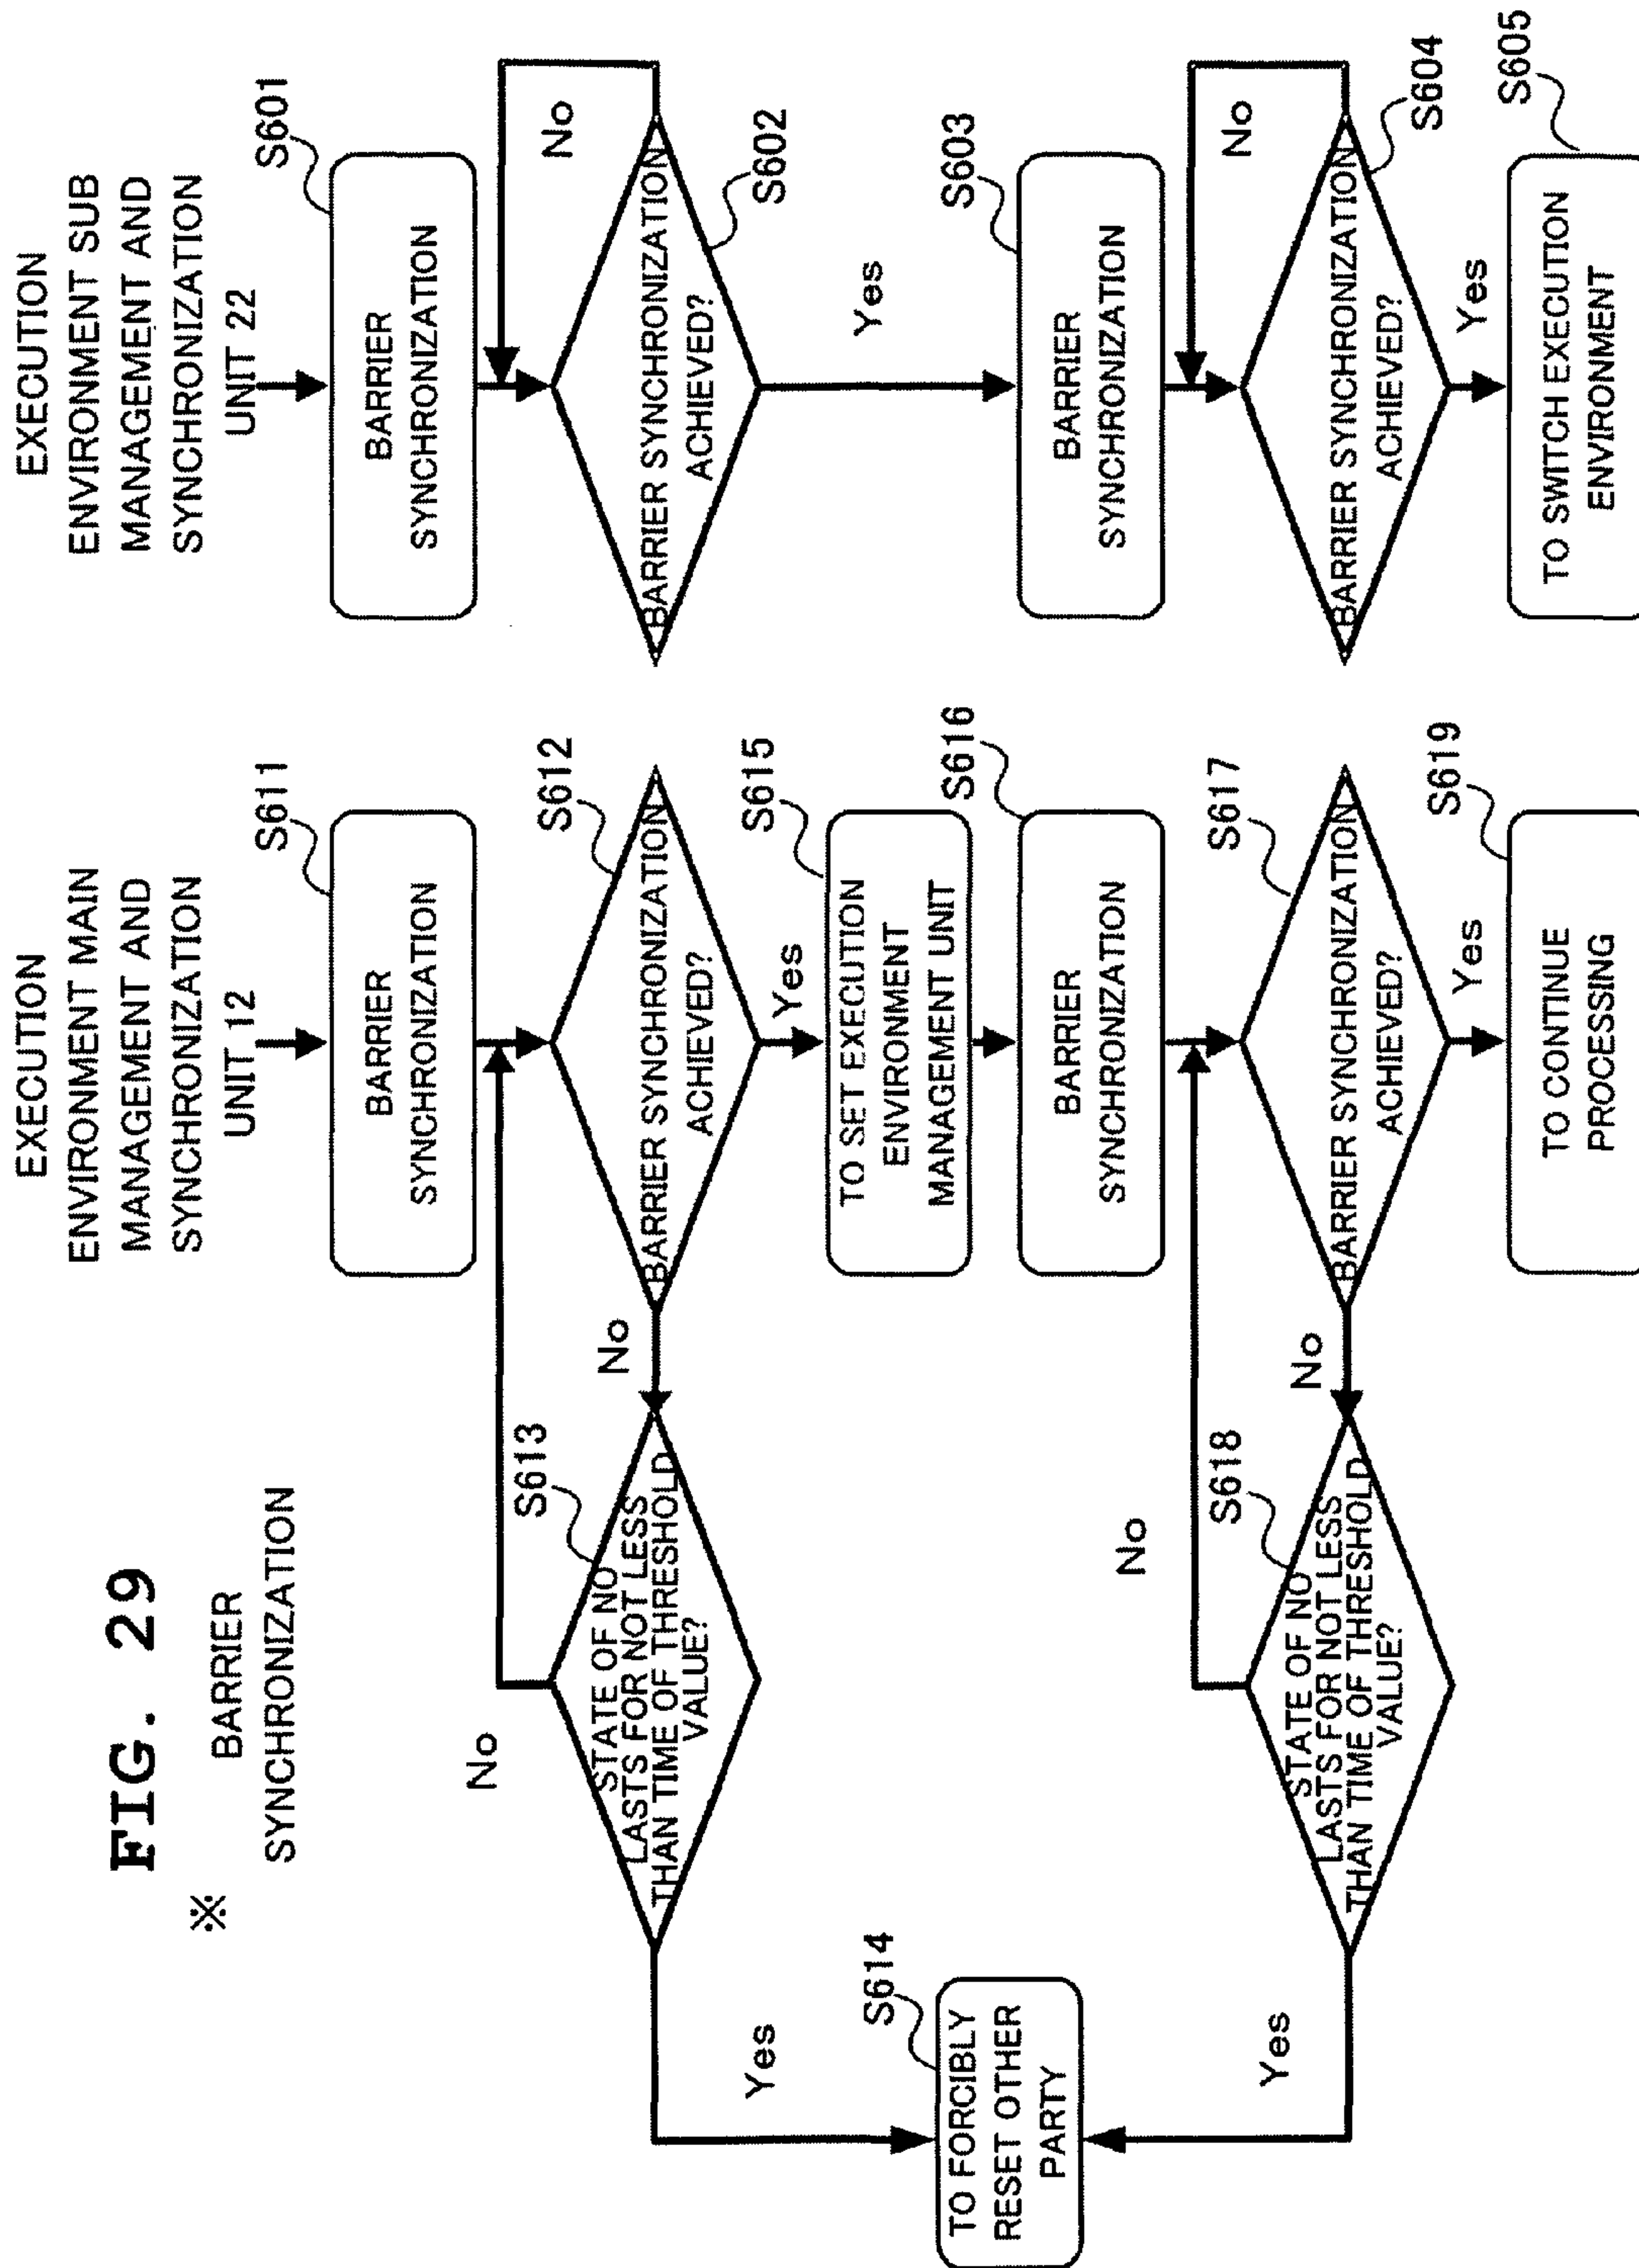 FIG. 29
※
BARRIER
SYNCHRONIZATION
EXECUTION
ENVIRONMENT MAIN
MANAGEMENT AND
SYNCHRONIZATION
UNIT 12
S611
BARRIER
SYNCHRONIZATION
S612
BARRIER SYNCHRONIZATION
ACHIEVED?
No
Yes
S613
STATE OF NO
LASTS FOR NOT LESS
THAN TIME OF THRESHOLD
VALUE?
No
Yes
S614
TO FORCIBLY
RESET OTHER
PARTY
S615
TO SET EXECUTION
ENVIRONMENT
MANAGEMENT UNIT
S616
BARRIER
SYNCHRONIZATION
S617
BARRIER SYNCHRONIZATION
ACHIEVED?
No
Yes
S618
STATE OF NO
LASTS FOR NOT LESS
THAN TIME OF THRESHOLD
VALUE?
No
Yes
S619
TO CONTINUE
PROCESSING
EXECUTION
ENVIRONMENT SUB
MANAGEMENT AND
SYNCHRONIZATION
UNIT 22
S601
BARRIER
SYNCHRONIZATION
S602
BARRIER SYNCHRONIZATION
ACHIEVED?
No
Yes
S603
BARRIER
SYNCHRONIZATION
S604
BARRIER SYNCHRONIZATION
ACHIEVED?
No
Yes
S605
TO SWITCH EXECUTION
ENVIRONMENT